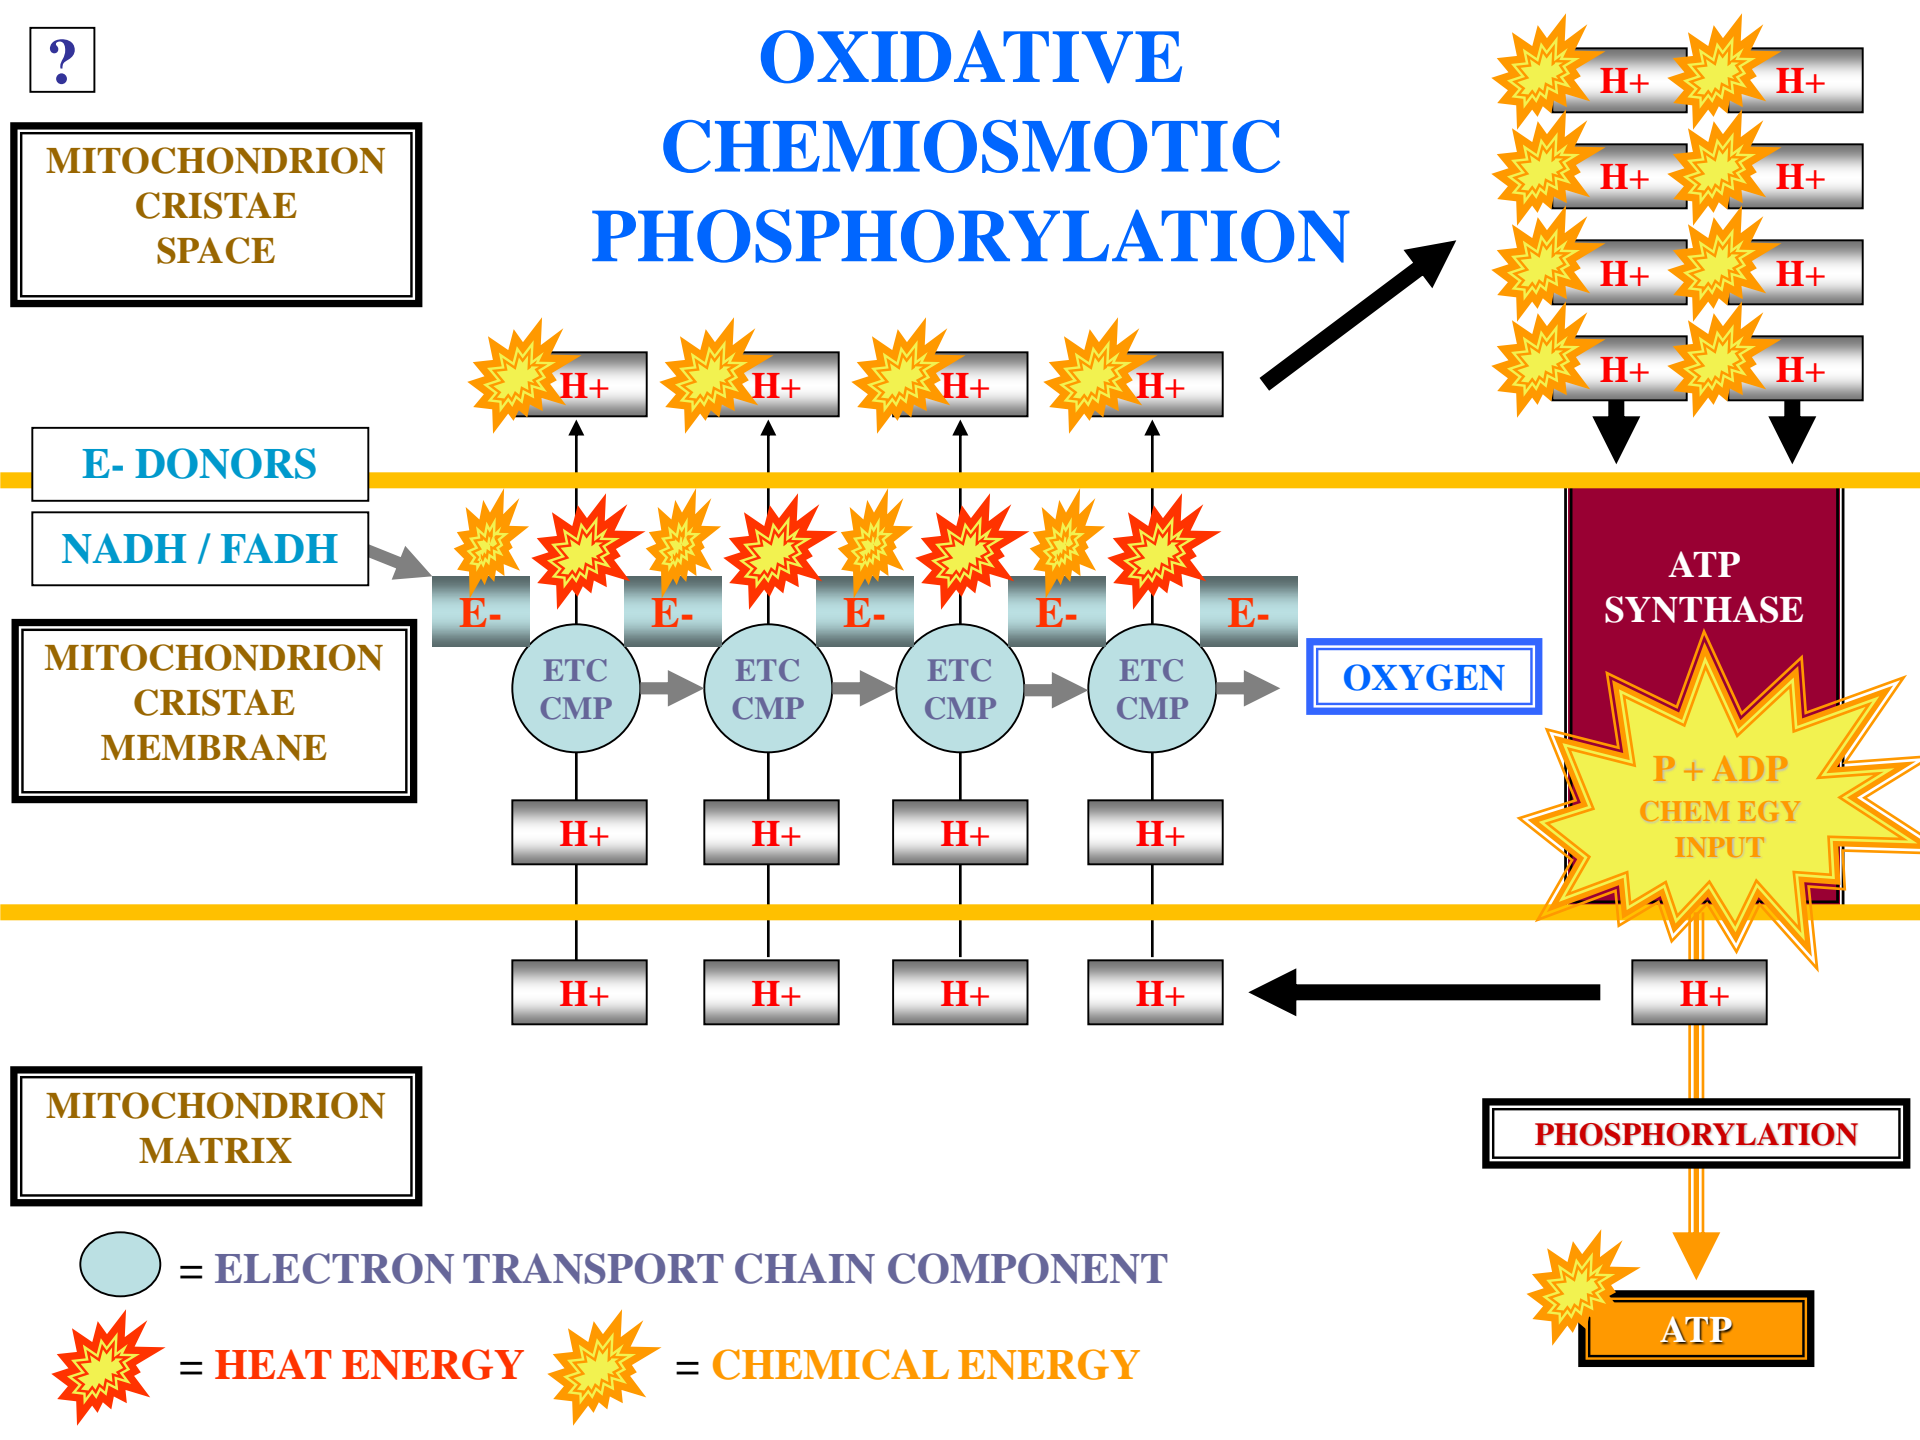 ?
OXIDATIVE
CHEMIOSMOTIC
PHOSPHORYLATION
MITOCHONDRION
CRISTAE
SPACE
H+ H+
H+ H+
H+ H+
H+ H+
H+ H+ H+ H+
E- DONORS
NADH / FADH
E- E- E- E- E-
MITOCHONDRION
CRISTAE
MEMBRANE
ETC
CMP
ETC
CMP
ETC
CMP
ETC
CMP
OXYGEN
ATP
SYNTHASE
P + ADP
CHEM EGY
INPUT
H+ H+ H+ H+
H+ H+ H+ H+ H+
MITOCHONDRION
MATRIX
PHOSPHORYLATION
= ELECTRON TRANSPORT CHAIN COMPONENT
= HEAT ENERGY = CHEMICAL ENERGY
ATP